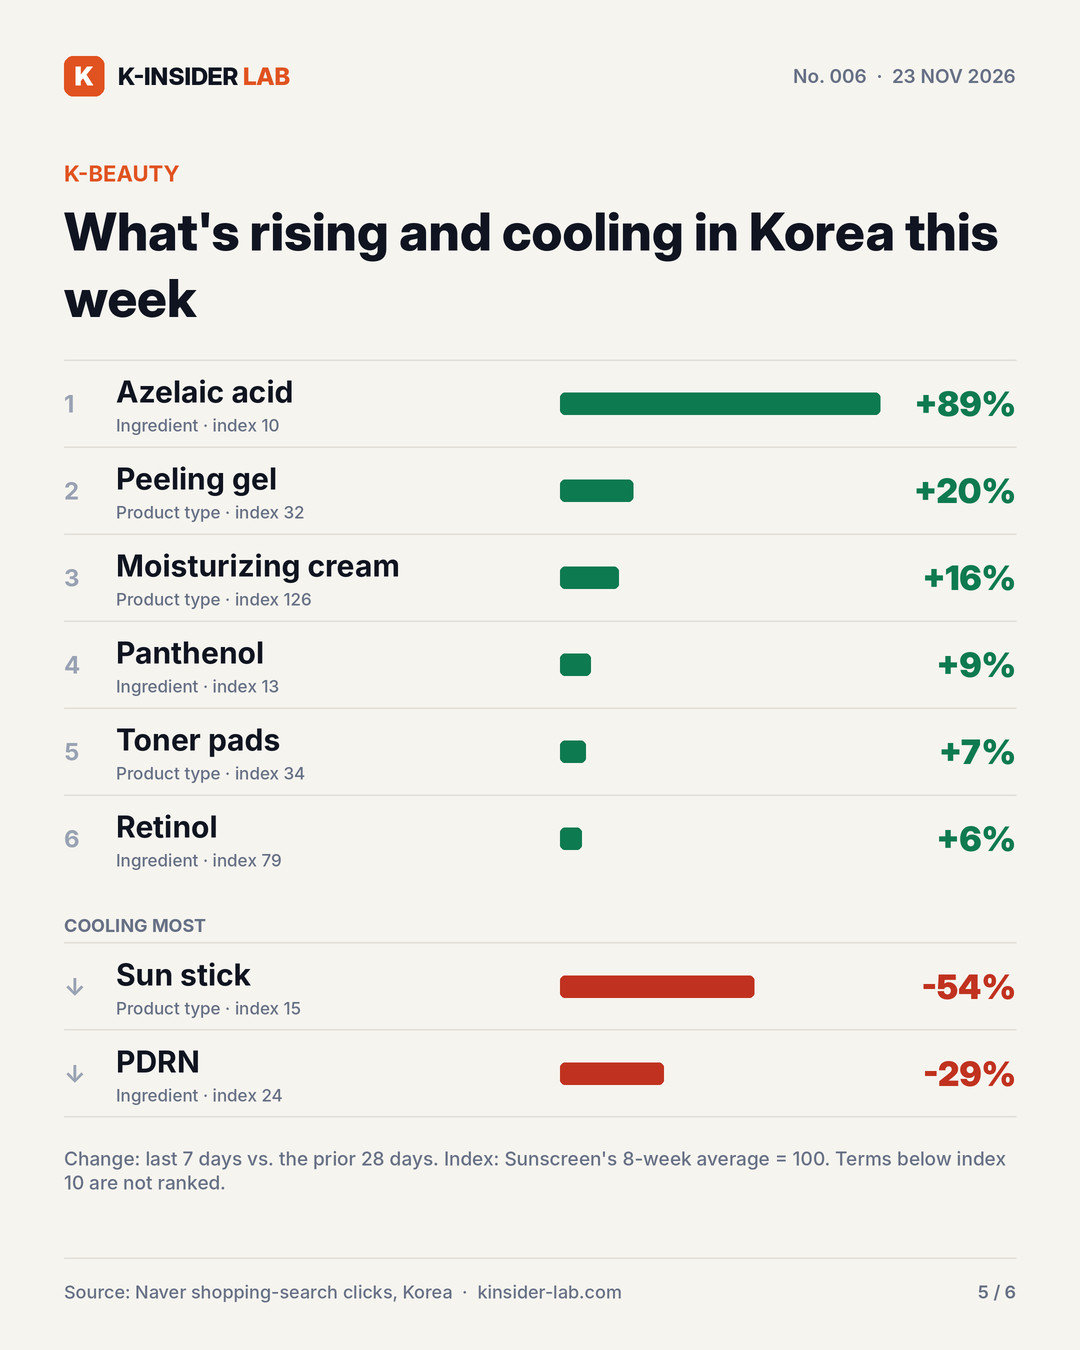 K K-INSIDER LAB
No. 006 · 23 NOV 2026
K-BEAUTY
What's rising and cooling in Korea this
week
1 Azelaic acid +89%
Ingredient · index 10
2 Peeling gel +20%
Product type · index 32
3 Moisturizing cream +16%
Product type · index 126
4 Panthenol +9%
Ingredient · index 13
5 Toner pads +7%
Product type · index 34
6 Retinol +6%
Ingredient · index 79
COOLING MOST
↓ Sun stick -54%
Product type · index 15
↓ PDRN -29%
Ingredient · index 24
Change: last 7 days vs. the prior 28 days. Index: Sunscreen's 8-week average = 100. Terms below index
10 are not ranked.
Source: Naver shopping-search clicks, Korea · kinsider-lab.com
5 / 6